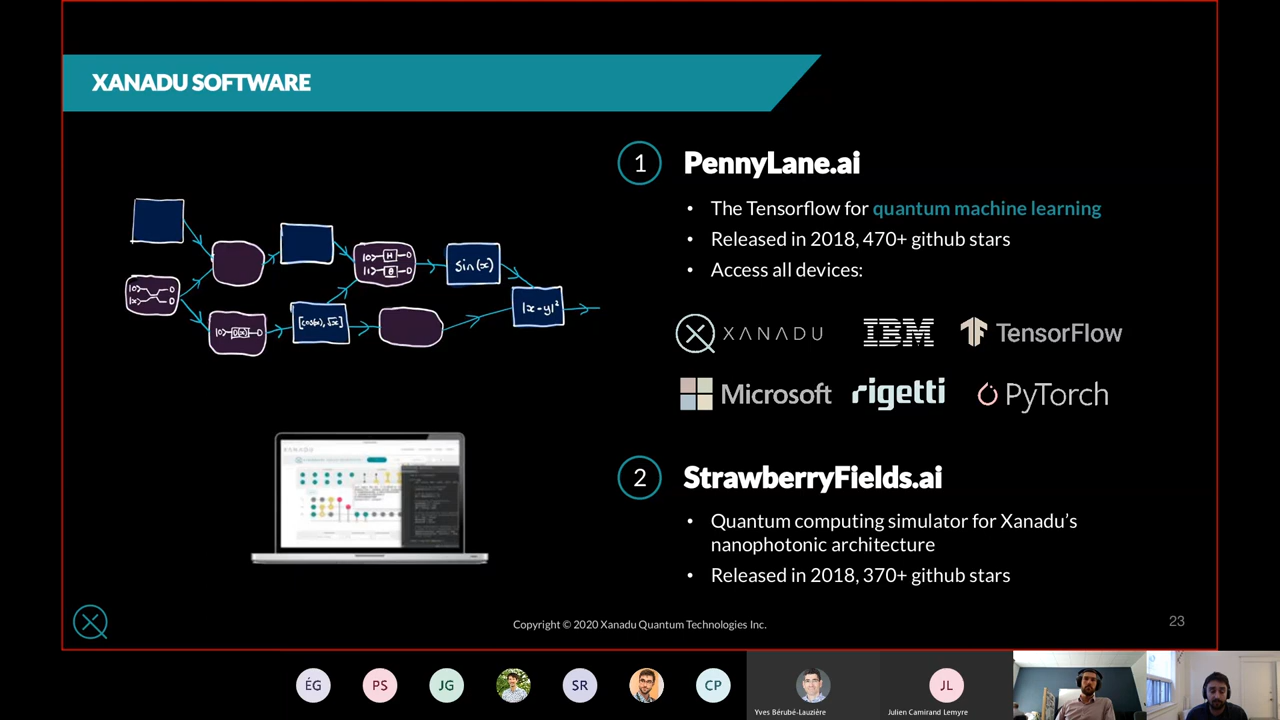 XANADU SOFTWARE
1
PennyLane.ai
• The Tensorflow for quantum machine learning
• Released in 2018, 470+ github stars
• Access all devices:
XANADU
IBM
TensorFlow
Microsoft
rigetti
PyTorch
sin(x)
[cos(x), √x]
|x-y|²
2
StrawberryFields.ai
• Quantum computing simulator for Xanadu's
nanophotonic architecture
• Released in 2018, 370+ github stars
Copyright © 2020 Xanadu Quantum Technologies Inc.
23
ÉG
PS
JG
SR
CP
Yves Bérubé-Lauzière
JL
Julien Camirand Lemyre